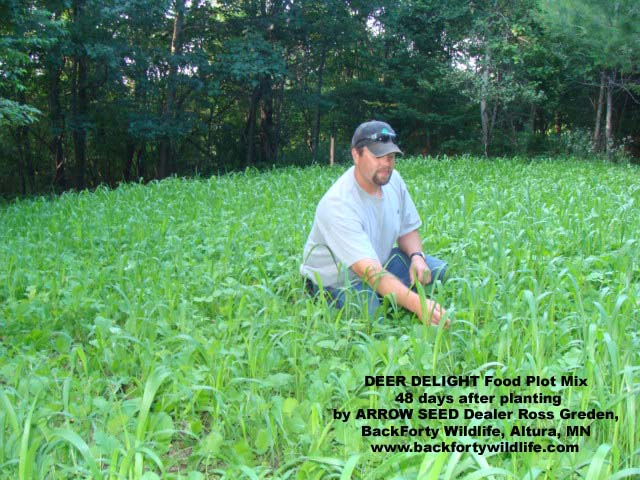 DEER DELIGHT Food Plot Mix
48 days after planting
by ARROW SEED Dealer Ross Greden,
BackForty Wildlife, Altura, MN
www.backfortywildlife.com